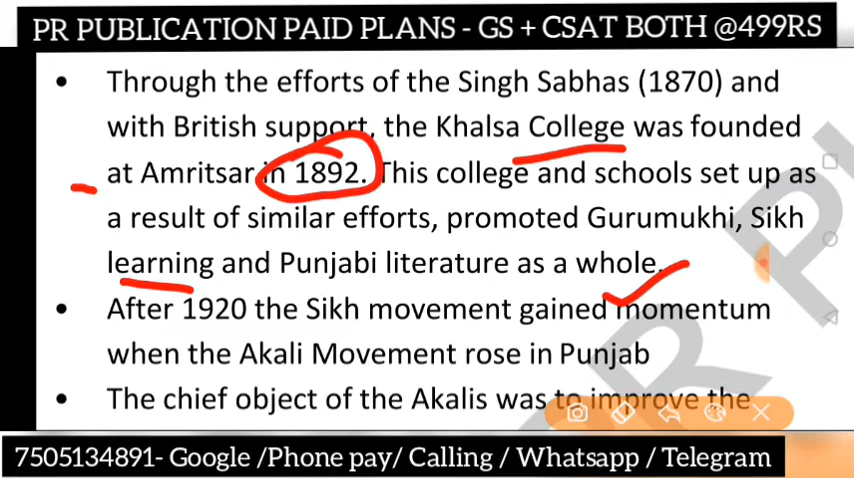 PR PUBLICATION PAID PLANS - GS + CSAT BOTH @499RS
• Through the efforts of the Singh Sabhas (1870) and
with British support, the Khalsa College was founded
at Amritsar in 1892. This college and schools set up as
a result of similar efforts, promoted Gurumukhi, Sikh
learning and Punjabi literature as a whole.
• After 1920 the Sikh movement gained momentum
when the Akali Movement rose in Punjab
• The chief object of the Akalis was to improve the
7505134891- Google /Phone pay/ Calling / Whatsapp / Telegram